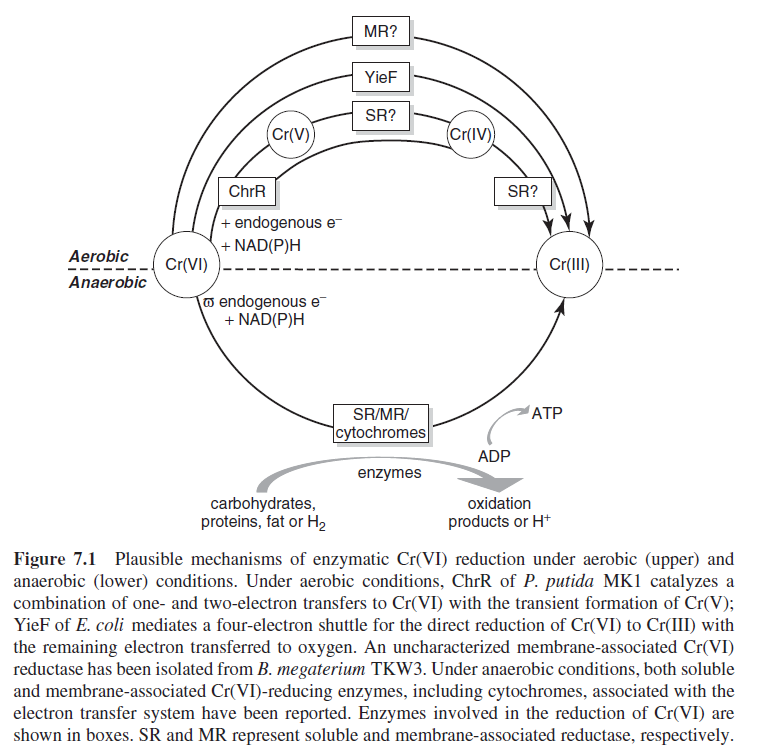 MR?
YieF
SR?
Cr(V)
Cr(IV)
ChrR
SR?
+ endogenous e−
+ NAD(P)H
Aerobic
Cr(VI)
Cr(III)
Anaerobic
ϖ endogenous e−
+ NAD(P)H
SR/MR/
cytochromes
ATP
ADP
enzymes
carbohydrates,
proteins, fat or H₂
oxidation
products or H⁺
Figure 7.1 Plausible mechanisms of enzymatic Cr(VI) reduction under aerobic (upper) and
anaerobic (lower) conditions. Under aerobic conditions, ChrR of P. putida MK1 catalyzes a
combination of one- and two-electron transfers to Cr(VI) with the transient formation of Cr(V);
YieF of E. coli mediates a four-electron shuttle for the direct reduction of Cr(VI) to Cr(III) with
the remaining electron transferred to oxygen. An uncharacterized membrane-associated Cr(VI)
reductase has been isolated from B. megaterium TKW3. Under anaerobic conditions, both soluble
and membrane-associated Cr(VI)-reducing enzymes, including cytochromes, associated with the
electron transfer system have been reported. Enzymes involved in the reduction of Cr(VI) are
shown in boxes. SR and MR represent soluble and membrane-associated reductase, respectively.